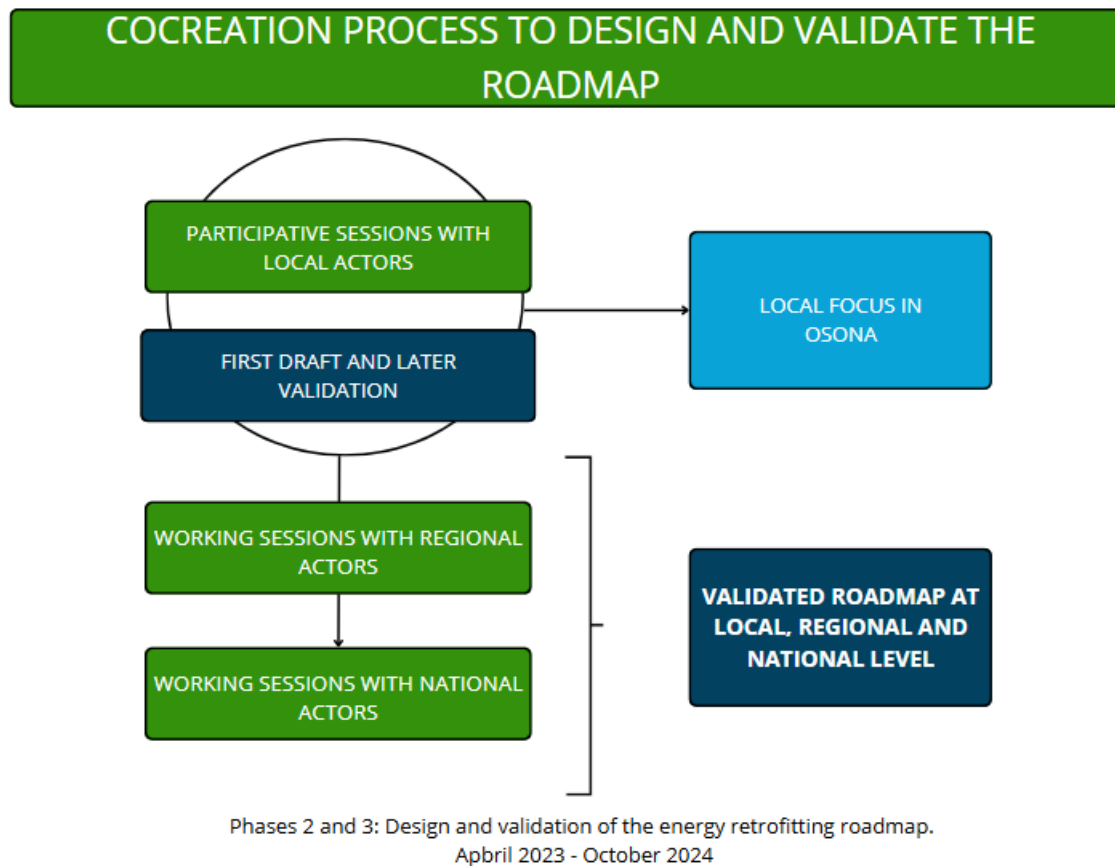 COCREATION PROCESS TO DESIGN AND VALIDATE THE
ROADMAP
PARTICIPATIVE SESSIONS WITH
LOCAL ACTORS
LOCAL FOCUS IN
OSONA
FIRST DRAFT AND LATER
VALIDATION
WORKING SESSIONS WITH REGIONAL
ACTORS
VALIDATED ROADMAP AT
LOCAL, REGIONAL AND
NATIONAL LEVEL
WORKING SESSIONS WITH NATIONAL
ACTORS
Phases 2 and 3: Design and validation of the energy retrofitting roadmap.
Apbril 2023 - October 2024